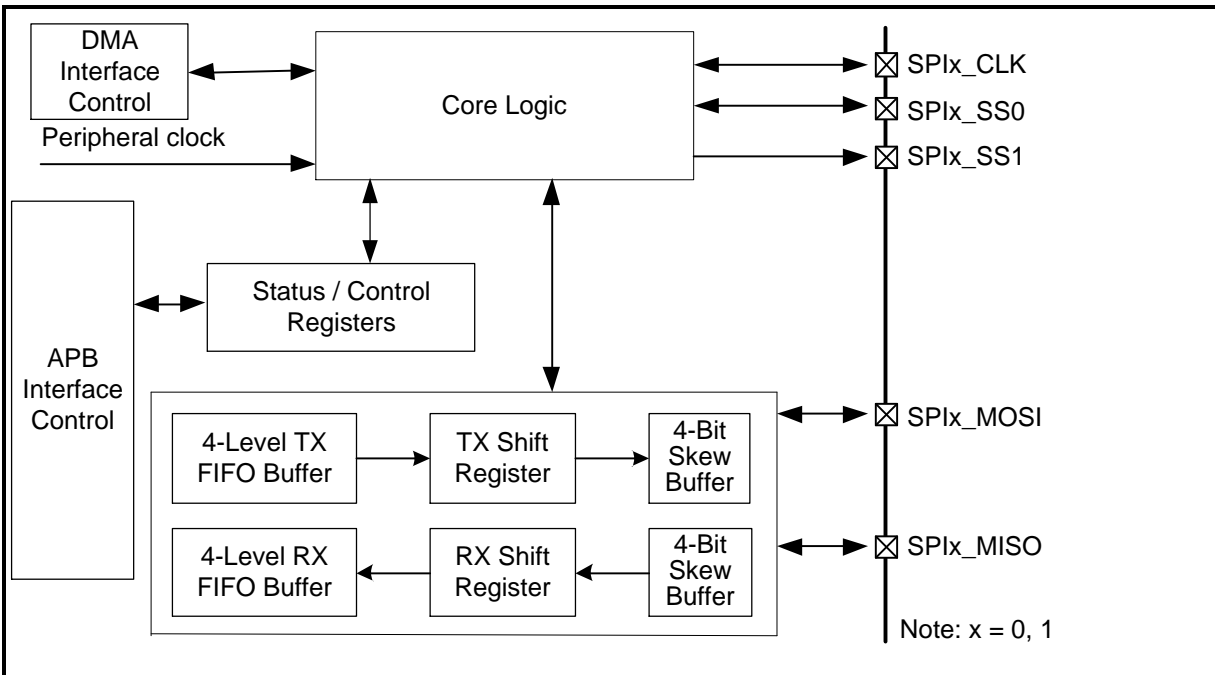 DMA
Interface
Control
Peripheral clock
Core Logic
SPIx_CLK
SPIx_SS0
SPIx_SS1
Status / Control
Registers
APB
Interface
Control
4-Level TX
FIFO Buffer
TX Shift
Register
4-Bit
Skew
Buffer
SPIx_MOSI
4-Level RX
FIFO Buffer
RX Shift
Register
4-Bit
Skew
Buffer
SPIx_MISO
Note: x = 0, 1